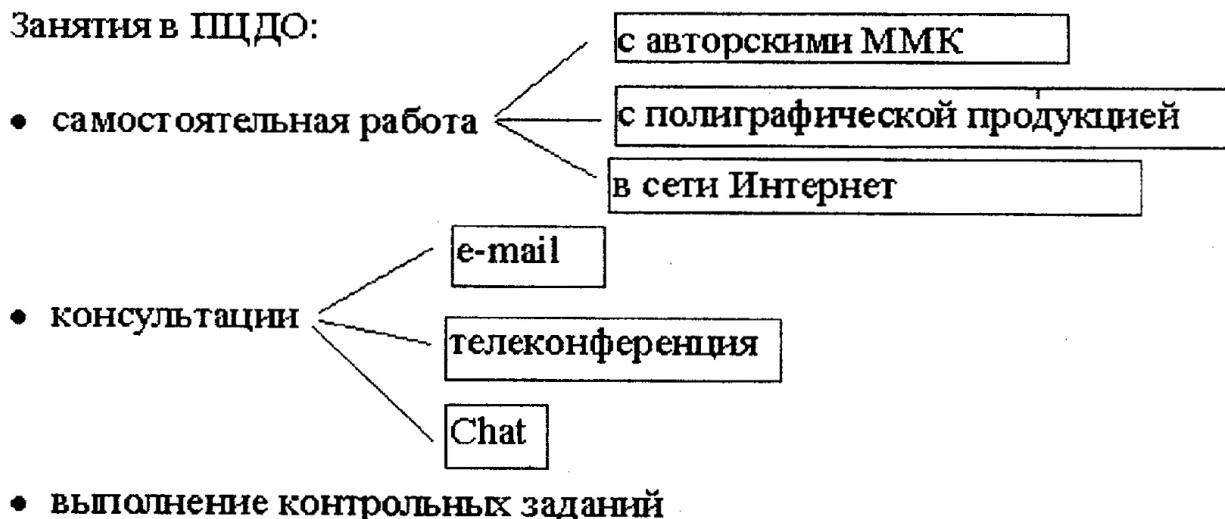 Занятия в ПЦДО:
с авторскими ММК
• самостоятельная работа
с полиграфической продукцией
в сети Интернет
e-mail
• консультации
телеконференция
Chat
• выполнение контрольных заданий